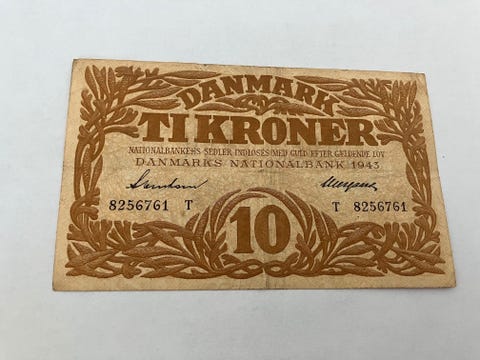 DANMARK
TI KRONER
NATIONALBANKENS SEDLER INDLØSES MED GULD EFTER GÆLDENDE LOV
DANMARKS NATIONALBANK 1943
8256761 T T 8256761
10